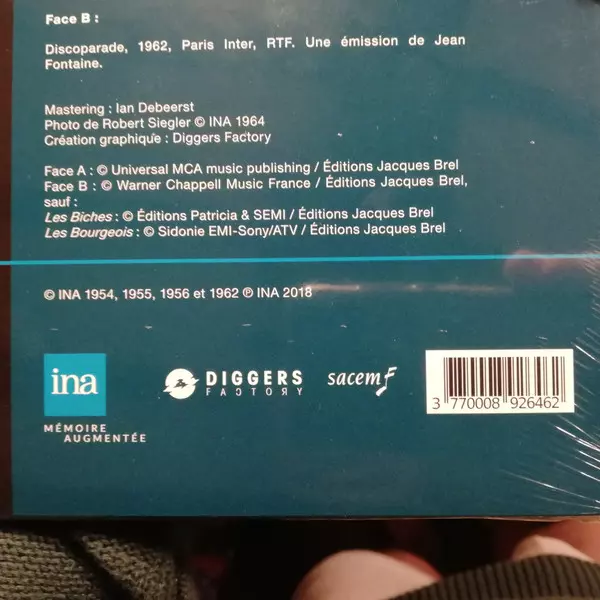 Face B :
Discoparade, 1962, Paris Inter, RTF. Une émission de Jean
Fontaine.
Mastering : Ian Debeerst
Photo de Robert Siegler © INA 1964
Création graphique : Diggers Factory
Face A : © Universal MCA music publishing / Éditions Jacques Brel
Face B : © Warner Chappell Music France / Éditions Jacques Brel,
sauf :
Les Biches : © Éditions Patricia & SEMI / Éditions Jacques Brel
Les Bourgeois : © Sidonie EMI-Sony/ATV / Éditions Jacques Brel
© INA 1954, 1955, 1956 et 1962 ℗ INA 2018
ina
MÉMOIRE
AUGMENTÉE
DIGGERS
FACTORY
sacem
3 770008 926462